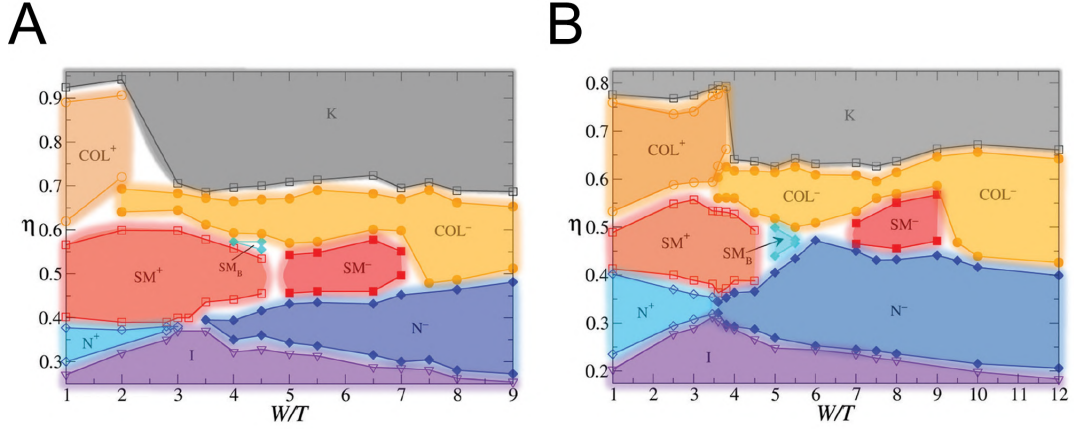 A
B
0.9
0.8
0.7
0.6
0.5
0.4
0.3
η
K
COL⁺
COL⁻
SM_B
SM⁺
SM⁻
N⁺
N⁻
I
1 2 3 4 5 6 7 8 9
W/T
0.8
0.7
0.6
0.5
0.4
0.3
0.2
η
K
COL⁺
COL⁻
COL⁻
SM⁺
SM_B
SM⁻
N⁺
N⁻
I
1 2 3 4 5 6 7 8 9 10 11 12
W/T